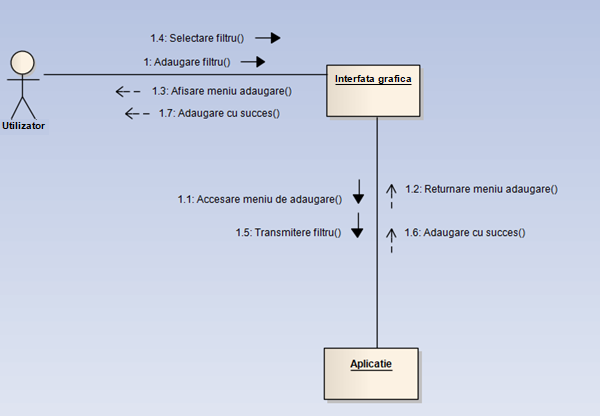 1.4: Selectare filtru()
1: Adaugare filtru()
Interfata grafica
1.3: Afisare meniu adaugare()
1.7: Adaugare cu succes()
Utilizator
1.1: Accesare meniu de adaugare()
1.2: Returnare meniu adaugare()
1.5: Transmitere filtru()
1.6: Adaugare cu succes()
Aplicatie